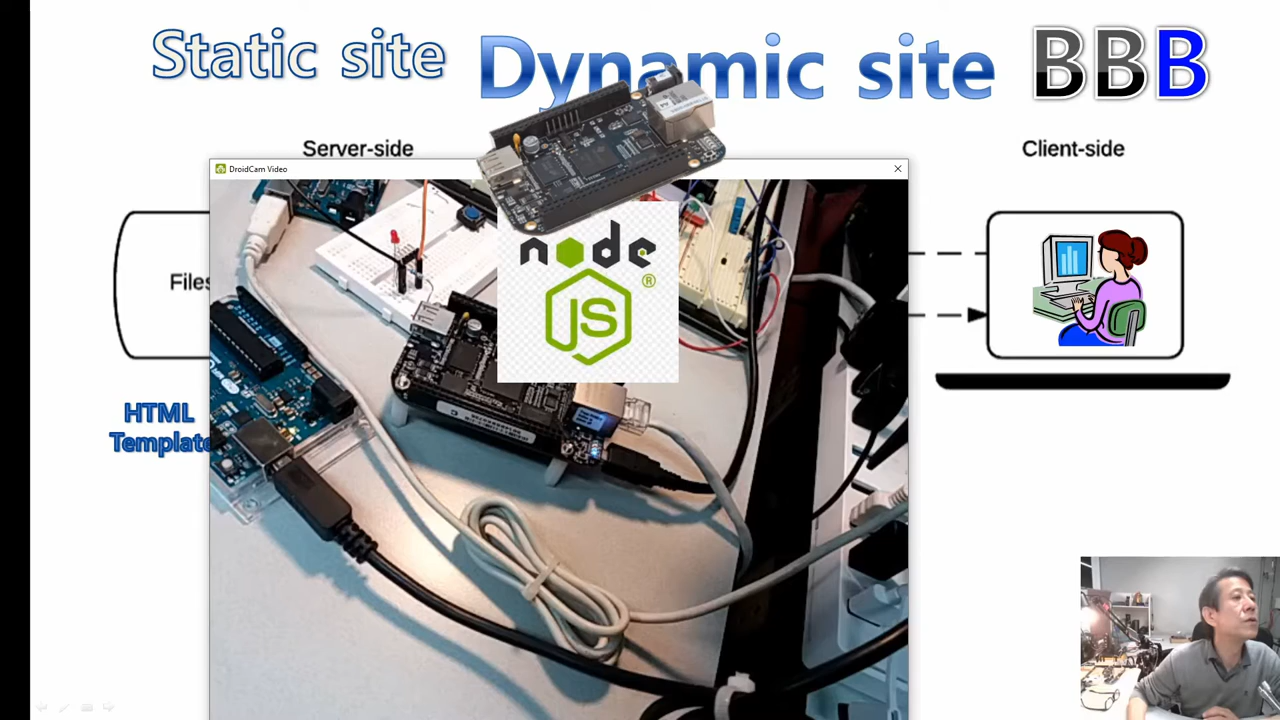 Static site
Dynamic site
BBB
Server-side
Client-side
DroidCam Video
Files
node
®
JS
HTML
Template